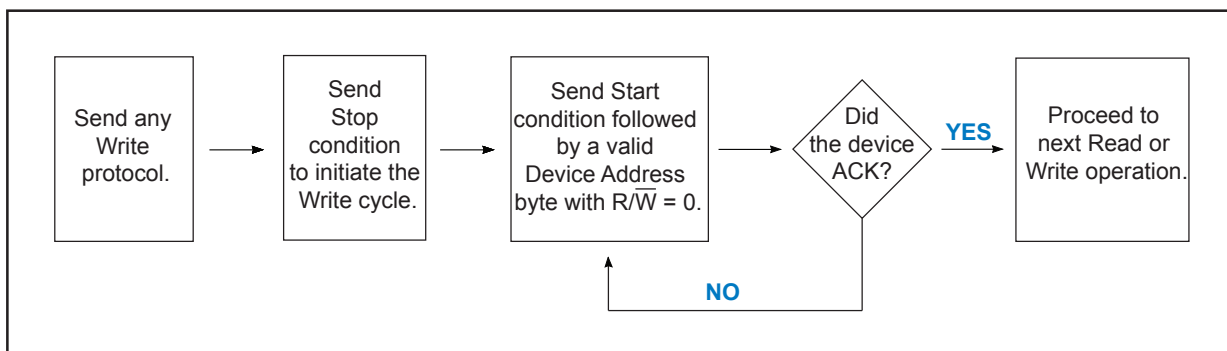 Send any
Write
protocol.
Send
Stop
condition
to initiate the
Write cycle.
Send Start
condition followed
by a valid
Device Address
byte with R/W̅ = 0.
Did
the device
ACK?
YES
NO
Proceed to
next Read or
Write operation.